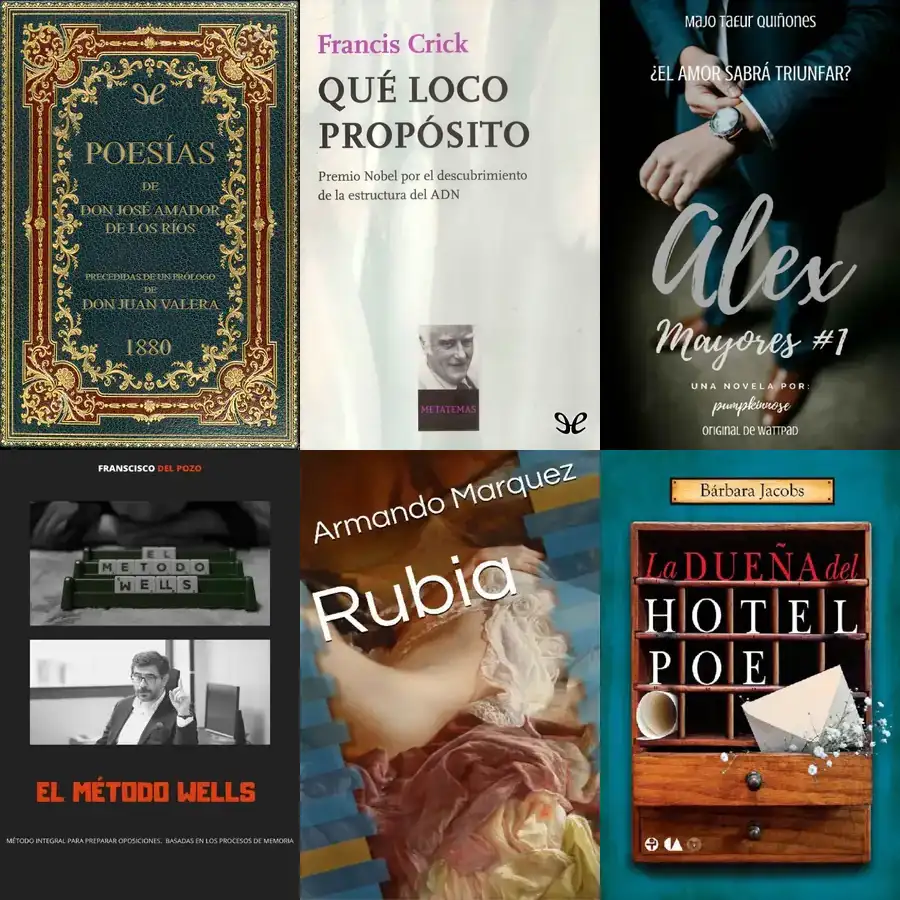 POESÍAS
DE
DON JOSÉ AMADOR
DE LOS RÍOS
PRECEDIDAS DE UN PRÓLOGO
DE
DON JUAN VALERA
1880
Francis Crick
QUÉ LOCO
PROPÓSITO
Premio Nobel por el descubrimiento
de la estructura del ADN
METATEMAS
MAJO TAFUR QUIÑONES
¿EL AMOR SABRÁ TRIUNFAR?
Alex
Mayores #1
UNA NOVELA POR:
pumpkinnose
ORIGINAL DE WATTPAD
FRANSCISCO DEL POZO
EL
METODO
WELLS
EL MÉTODO WELLS
MÉTODO INTEGRAL PARA PREPARAR OPOSICIONES. BASADAS EN LOS PROCESOS DE MEMORIA
Armando Marquez
Rubia
Bárbara Jacobs
La DUEÑA del
HOTEL
POE